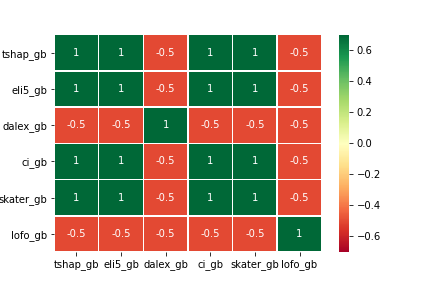 tshap_gb 1 1 -0.5 1 1 -0.5
eli5_gb 1 1 -0.5 1 1 -0.5
dalex_gb -0.5 -0.5 1 -0.5 -0.5 -0.5
ci_gb 1 1 -0.5 1 1 -0.5
skater_gb 1 1 -0.5 1 1 -0.5
lofo_gb -0.5 -0.5 -0.5 -0.5 -0.5 1
tshap_gb eli5_gb dalex_gb ci_gb skater_gb lofo_gb
0.6
0.4
0.2
0.0
−0.2
−0.4
−0.6